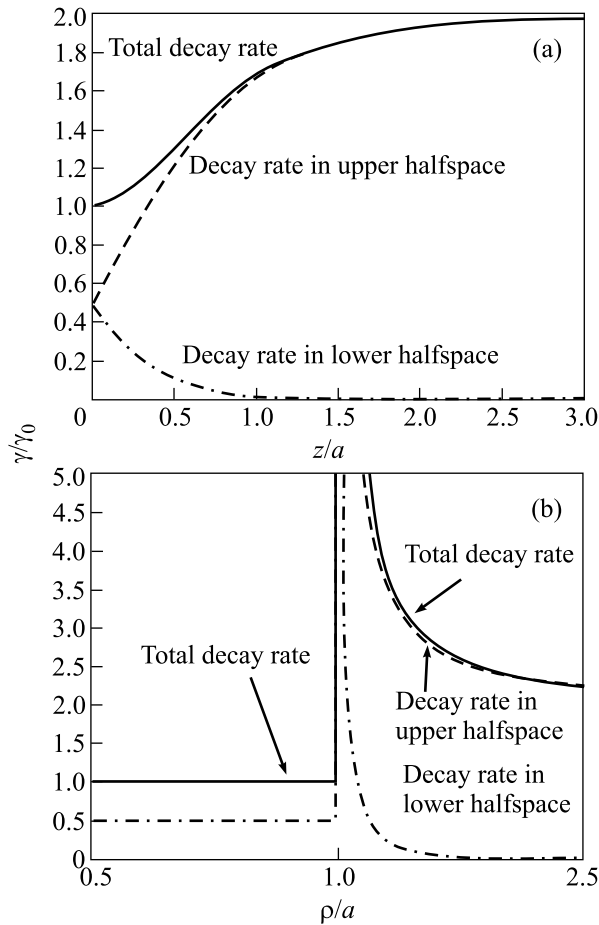 2.0
Total decay rate
(a)
1.8
1.6
1.4
Decay rate in upper halfspace
1.2
1.0
0.8
0.6
0.4
Decay rate in lower halfspace
0.2
0
0.5
1.0
1.5
2.0
2.5
3.0
z/a
γ/γ0
5.0
(b)
4.5
Total decay rate
4.0
3.5
3.0
Total decay rate
2.5
Decay rate in
upper halfspace
2.0
1.5
Decay rate in
lower halfspace
1.0
0.5
0
0.5
1.0
2.5
ρ/a